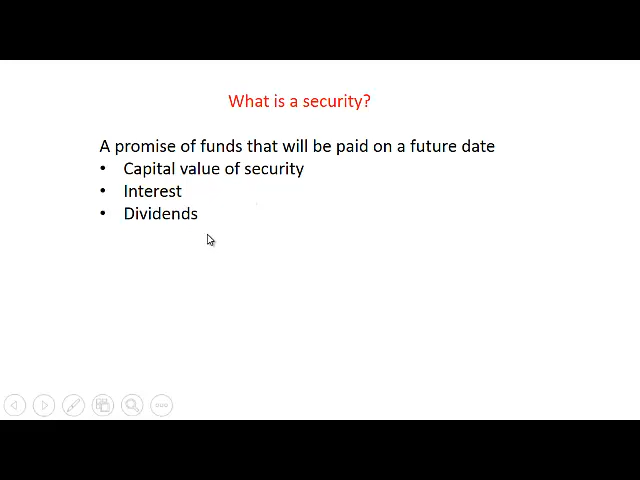 What is a security?
A promise of funds that will be paid on a future date
• Capital value of security
• Interest
• Dividends